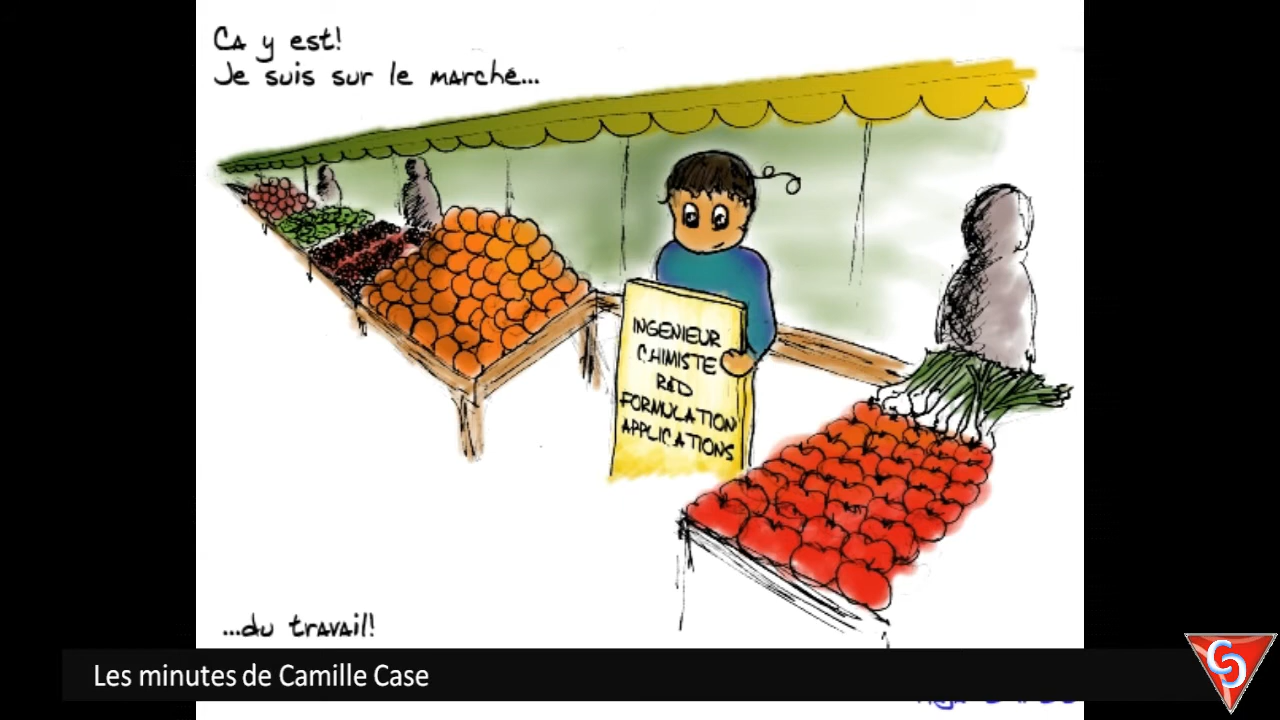 Ca y est!
Je suis sur le marché...
INGENIEUR
CHIMISTE
R&D
FORMULATION
APPLICATIONS
...du travail!
Les minutes de Camille Case